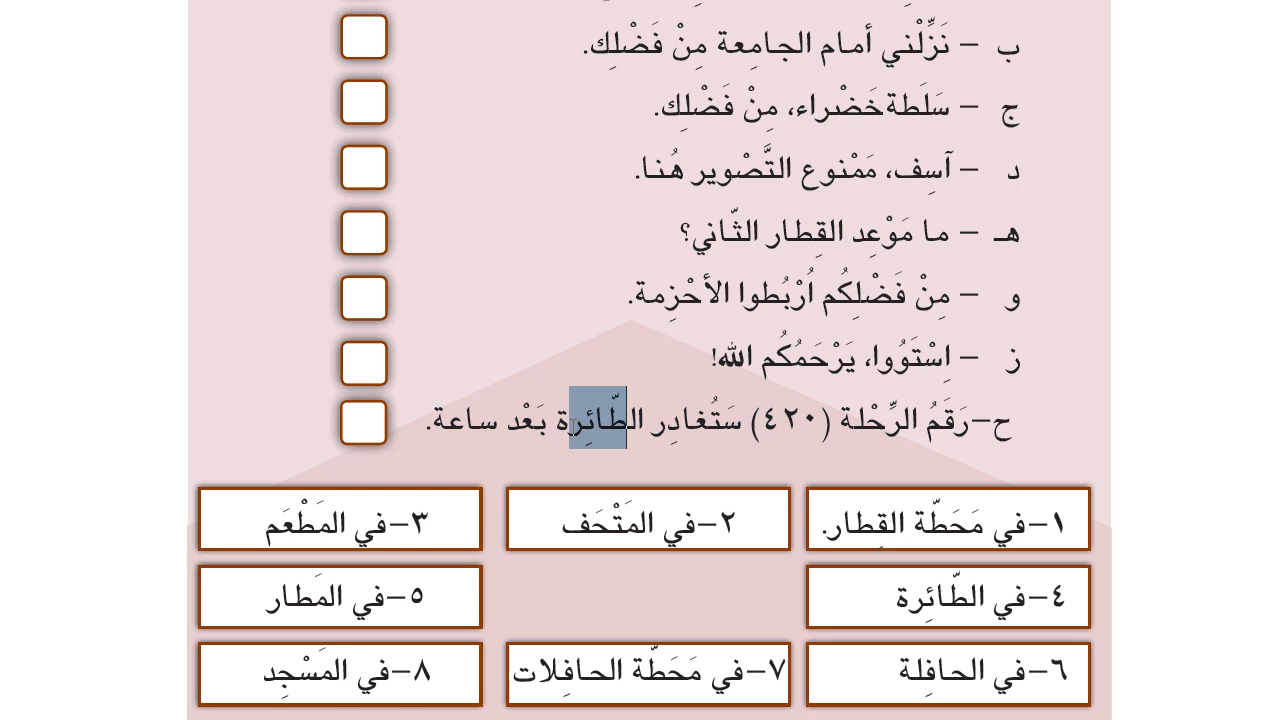 ب - نَزِّلْني أمام الجامِعة مِنْ فَضْلِك.
ج - سَلَطة خَضْراء، مِنْ فَضْلِك.
د - آسِف، مَمْنوع التَّصْوير هُنا.
هـ - ما مَوْعِد القِطار الثّاني؟
و - مِنْ فَضْلِكُم اُرْبُطوا الأحْزِمة.
ز - اِسْتَوُوا، يَرْحَمُكُم الله!
ح-رَقَمُ الرِّحْلة (٤٢٠) سَتُغادِر الطّائِرة بَعْد ساعة.
١-في مَحَطّة القِطار.
٢-في المَتْحَف
٣-في المَطْعَم
٤-في الطّائِرة
٥-في المَطار
٦-في الحافِلة
٧-في مَحَطّة الحافِلات
٨-في المَسْجِد